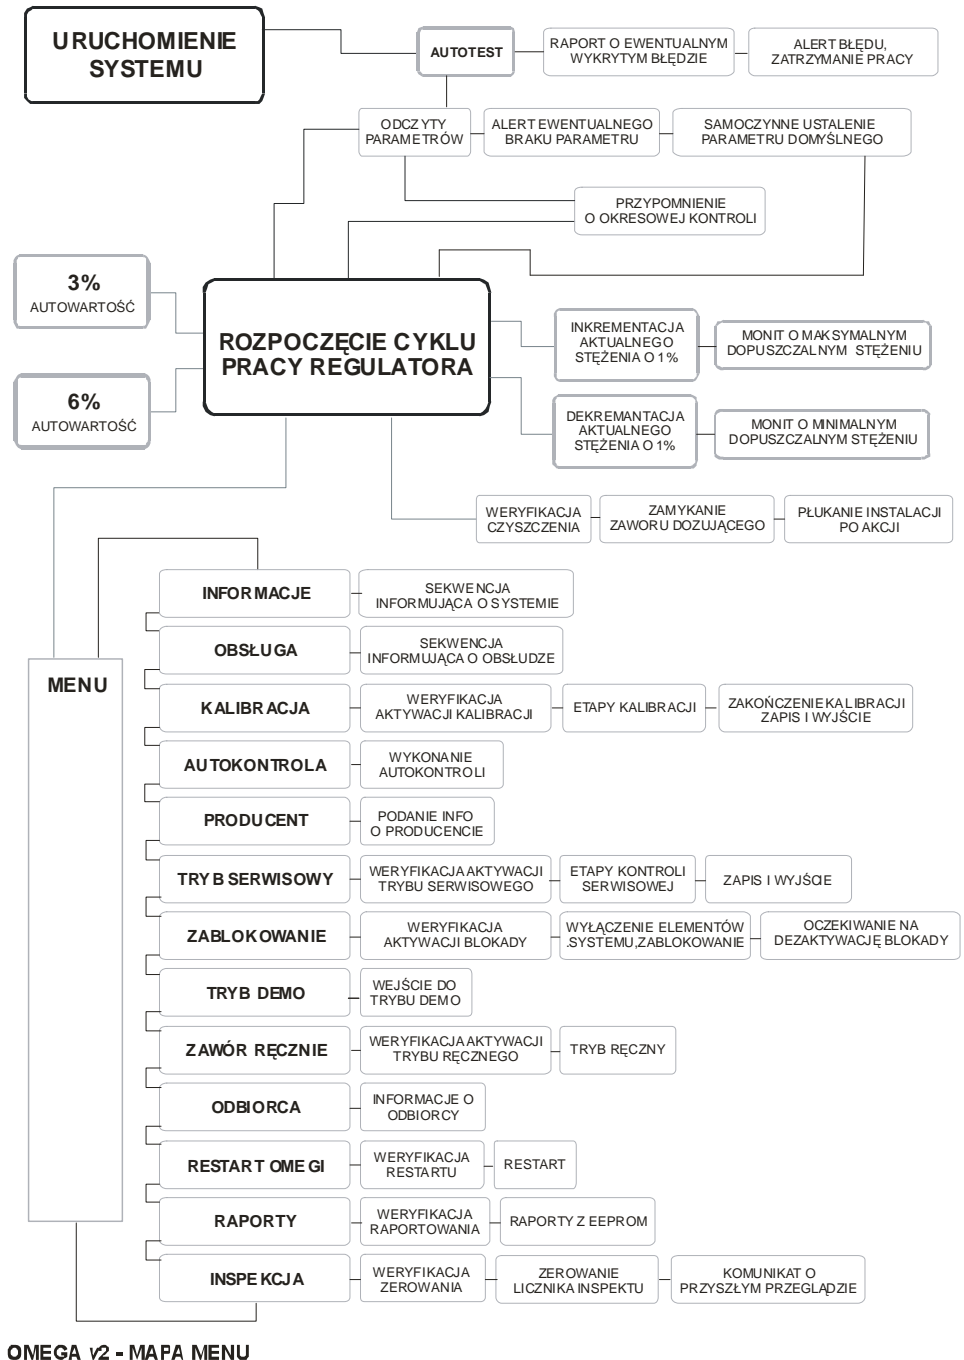 URUCHOMIENIE
SYSTEMU
AUTOTEST
RAPORT O EWENTUALNYM
WYKRYTYM BŁĘDZIE
ALERT BŁĘDU,
ZATRZYMANIE PRACY
ODCZYTY
PARAMETRÓW
ALERT EWENTUALNEGO
BRAKU PARAMETRU
SAMOCZYNNE USTALENIE
PARAMETRU DOMYŚLNEGO
PRZYPOMNIENIE
O OKRESOWEJ KONTROLI
3%
AUTOWARTOŚĆ
6%
AUTOWARTOŚĆ
ROZPOCZĘCIE CYKLU
PRACY REGULATORA
INKREMENTACJA
AKTUALNEGO
STĘŻENIA O 1%
MONIT O MAKSYMALNYM
DOPUSZCZALNYM STĘŻENIU
DEKREMANTACJA
AKTUALNEGO
STĘŻENIA O 1%
MONIT O MINIMALNYM
DOPUSZCZALNYM STĘŻENIU
WERYFIKACJA
CZYSZCZENIA
ZAMYKANIE
ZAWORU DOZUJĄCEGO
PŁUKANIE INSTALACJI
PO AKCJI
MENU
INFORMACJE
SEKWENCJA
INFORMUJĄCA O SYSTEMIE
OBSŁUGA
SEKWENCJA
INFORMUJĄCA O OBSŁUDZE
KALIBRACJA
WERYFIKACJA
AKTYWACJI KALIBRACJI
ETAPY KALIBRACJI
ZAKOŃCZENIE KALIBRACJI
ZAPIS I WYJŚCIE
AUTOKONTROLA
WYKONANIE
AUTOKONTROLI
PRODUCENT
PODANIE INFO
O PRODUCENCIE
TRYB SERWISOWY
WERYFIKACJA AKTYWACJI
TRYBU SERWISOWEGO
ETAPY KONTROLI
SERWISOWEJ
ZAPIS I WYJŚCIE
ZABLOKOWANIE
WERYFIKACJA
AKTYWACJI BLOKADY
WYŁĄCZENIE ELEMENTÓW
.SYSTEMU,ZABLOKOWANIE
OCZEKIWANIE NA
DEZAKTYWACJĘ BLOKADY
TRYB DEMO
WEJŚCIE DO
TRYBU DEMO
ZAWÓR RĘCZNIE
WERYFIKACJA AKTYWACJI
TRYBU RĘCZNEGO
TRYB RĘCZNY
ODBIORCA
INFORMACJE O
ODBIORCY
RESTART OMEGI
WERYFIKACJA
RESTARTU
RESTART
RAPORTY
WERYFIKACJA
RAPORTOWANIA
RAPORTY Z EEPROM
INSPEKCJA
WERYFIKACJA
ZEROWANIA
ZEROWANIE
LICZNIKA INSPEKTU
KOMUNIKAT O
PRZYSZŁYM PRZEGLĄDZIE
OMEGA v2 - MAPA MENU